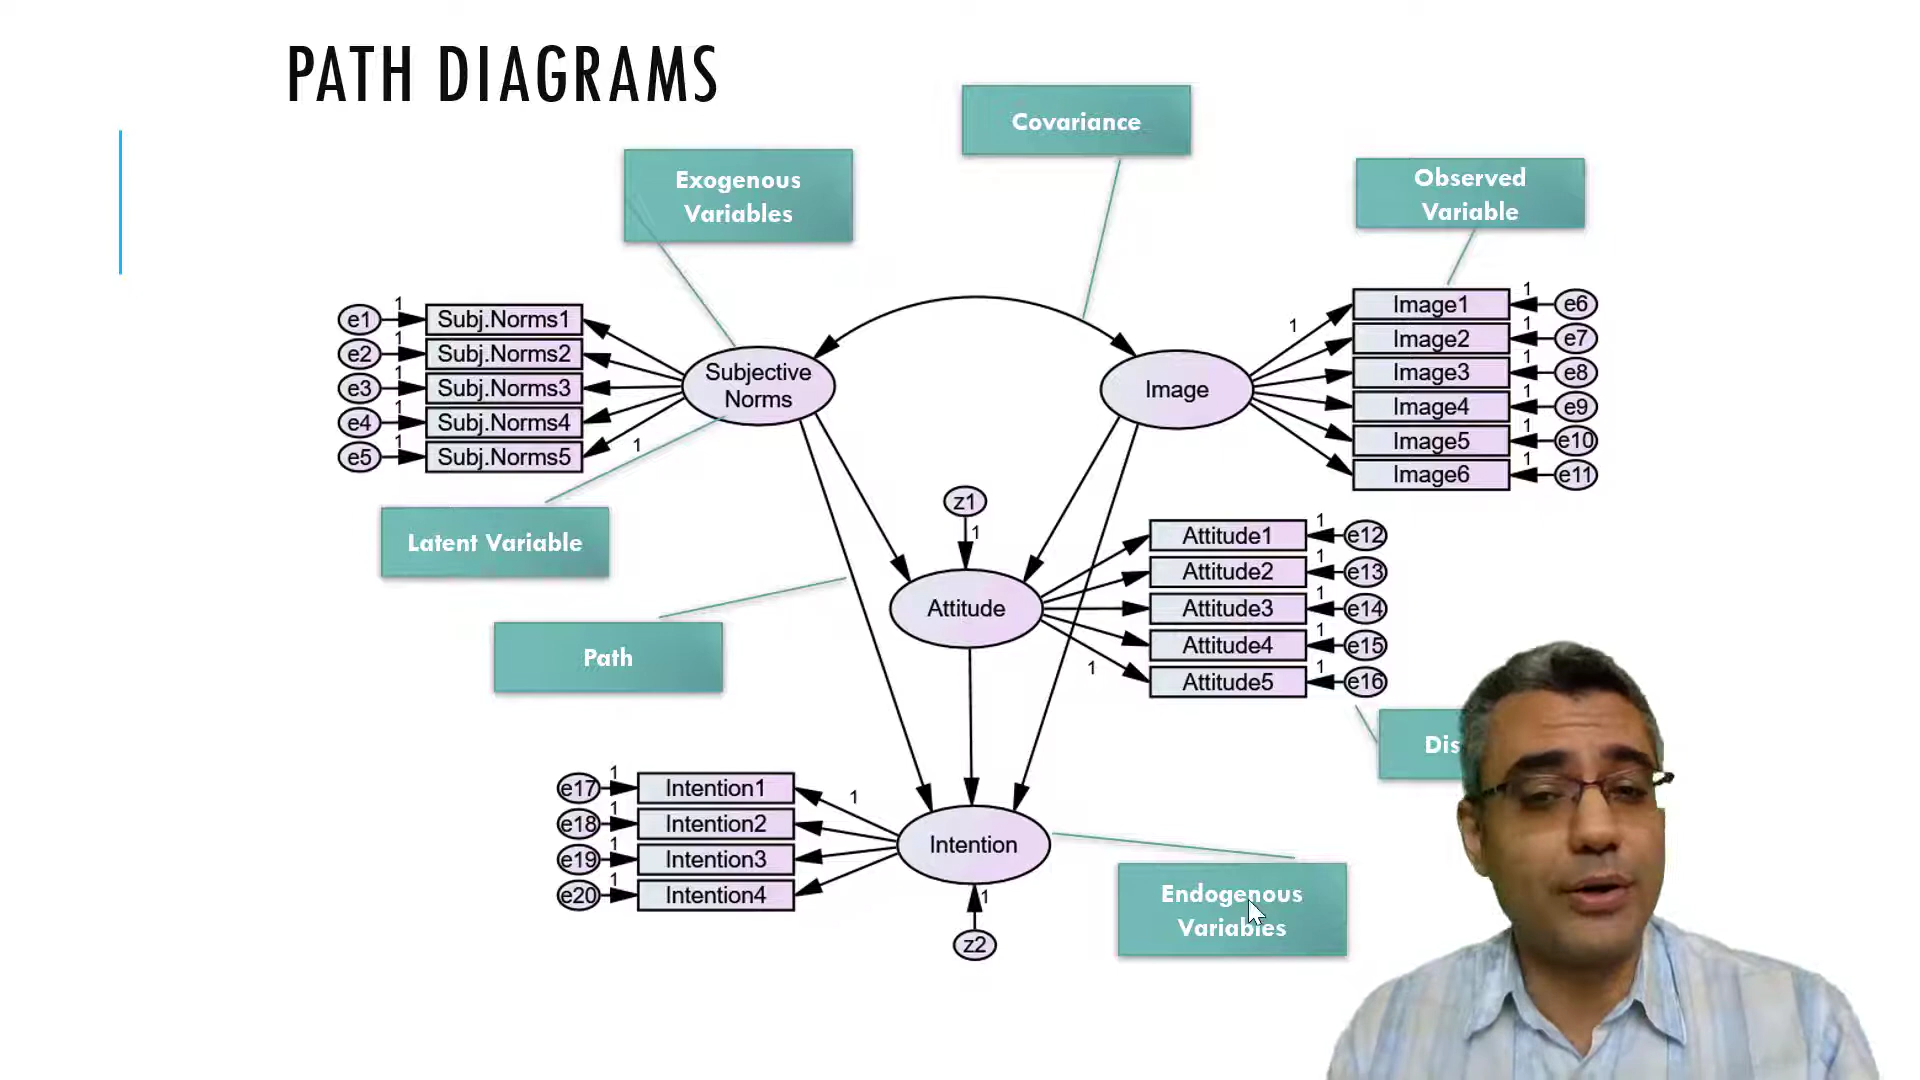 PATH DIAGRAMS
Covariance
Exogenous
Variables
Observed
Variable
e1 1 Subj.Norms1
e2 1 Subj.Norms2
e3 1 Subj.Norms3
e4 1 Subj.Norms4
e5 1 Subj.Norms5
1
Subjective
Norms
Image
1
Image1 1 e6
Image2 1 e7
Image3 1 e8
Image4 1 e9
Image5 1 e10
Image6 1 e11
Latent Variable
z1
1
Attitude
Attitude1 1 e12
Attitude2 1 e13
Attitude3 1 e14
Attitude4 1 e15
Attitude5 1 e16
1
Path
e17 1 Intention1
e18 1 Intention2
e19 1 Intention3
e20 1 Intention4
1
Intention
1
z2
Endogenous
Variables